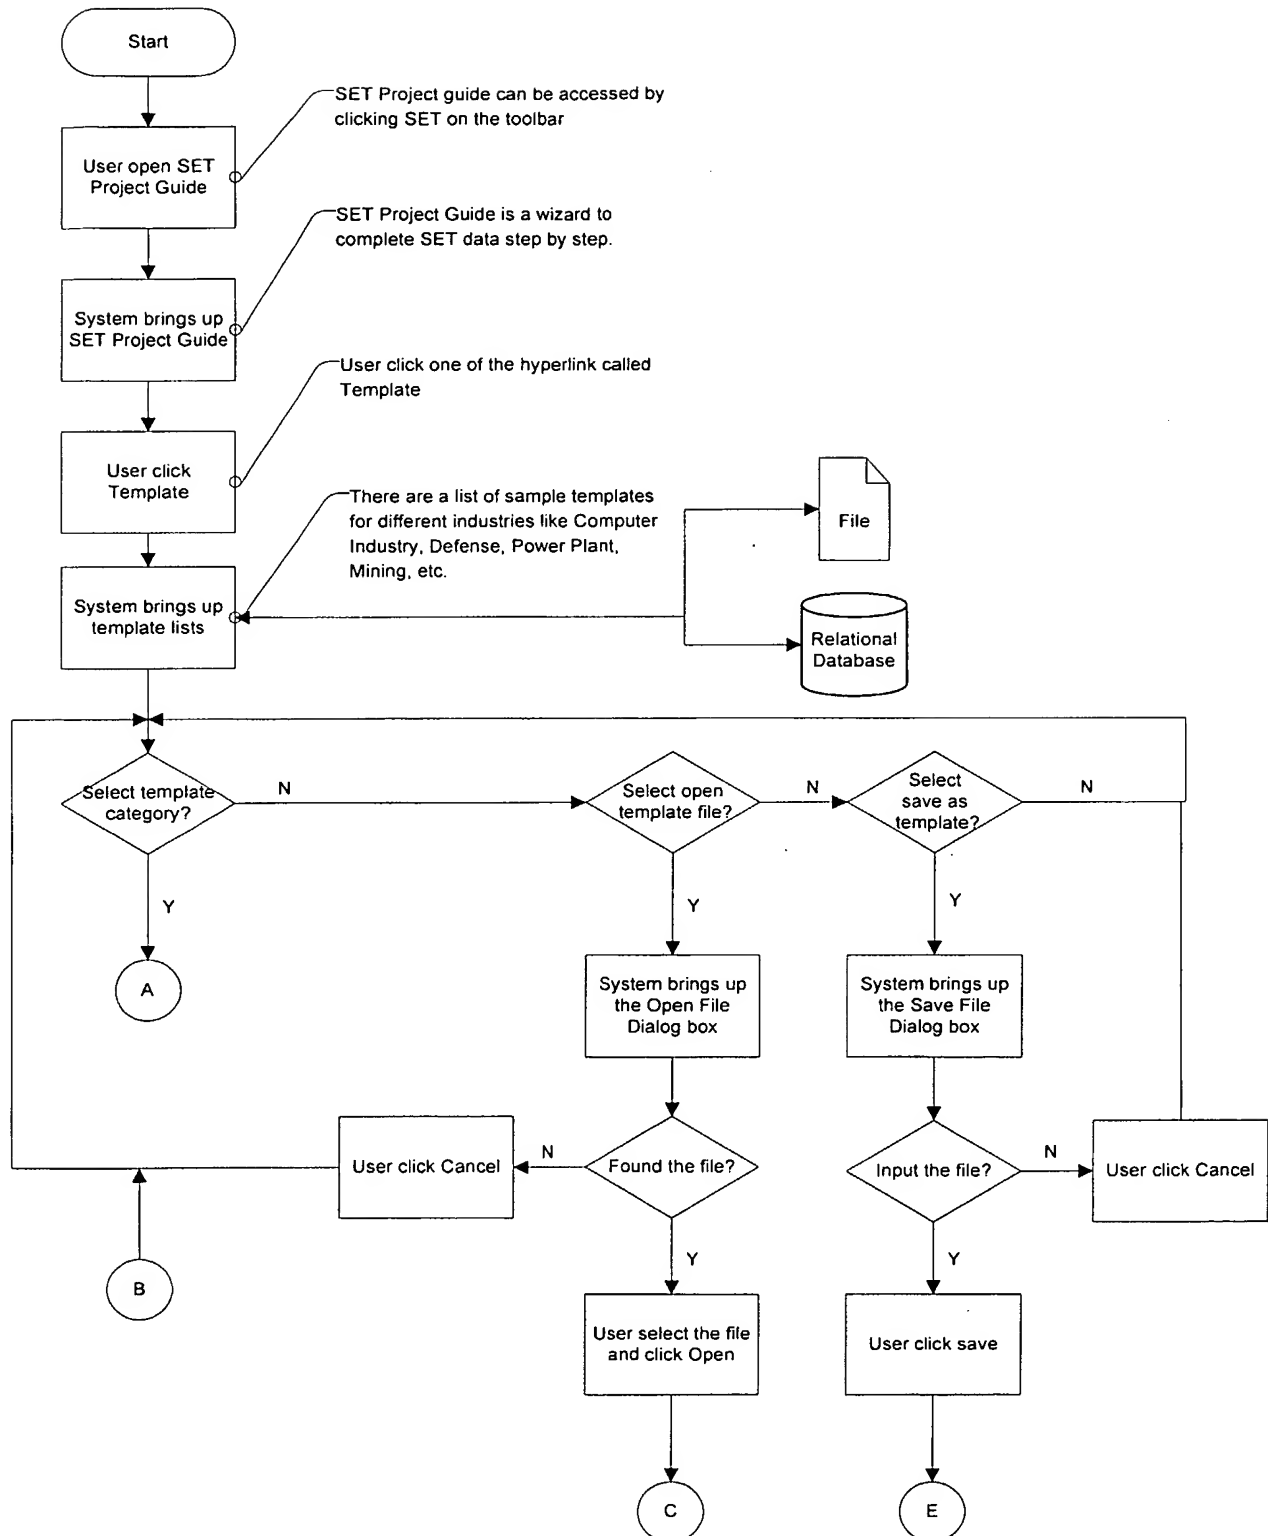 Start
SET Project guide can be accessed by
clicking SET on the toolbar
User open SET
Project Guide
SET Project Guide is a wizard to
complete SET data step by step.
System brings up
SET Project Guide
User click one of the hyperlink called
Template
User click
Template
There are a list of sample templates
for different industries like Computer
Industry, Defense, Power Plant,
Mining, etc.
File
System brings up
template lists
Relational
Database
Select template
category?
N
Select open
template file?
N
Select
save as
template?
N
Y
Y
Y
A
System brings up
the Open File
Dialog box
System brings up
the Save File
Dialog box
User click Cancel
N
Found the file?
Input the file?
N
User click Cancel
B
Y
Y
User select the file
and click Open
User click save
C
E